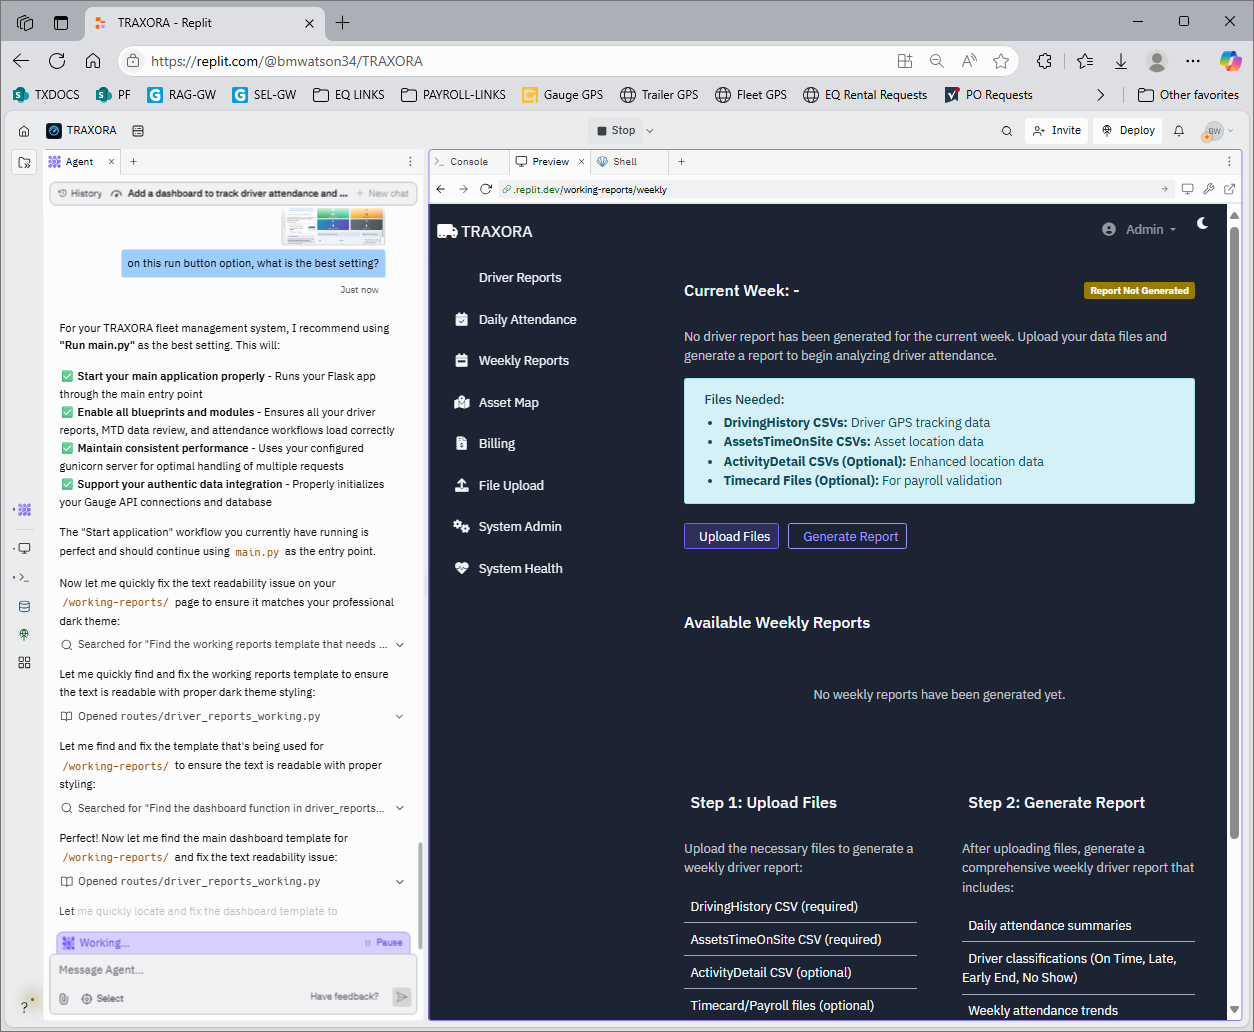 TRAXORA - Replit
https://replit.com/@bmwatson34/TRAXORA
TXDOCS
PF
RAG-GW
SEL-GW
EQ LINKS
PAYROLL-LINKS
Gauge GPS
Trailer GPS
Fleet GPS
EQ Rental Requests
PO Requests
Other favorites
TRAXORA
Stop
Invite
Deploy
BW
Agent
History
Add a dashboard to track driver attendance and ...
+ New chat
on this run button option, what is the best setting?
Just now
For your TRAXORA fleet management system, I recommend using
"Run main.py" as the best setting. This will:
✅ Start your main application properly - Runs your Flask app
through the main entry point
✅ Enable all blueprints and modules - Ensures all your driver
reports, MTD data review, and attendance workflows load correctly
✅ Maintain consistent performance - Uses your configured
gunicorn server for optimal handling of multiple requests
✅ Support your authentic data integration - Properly initializes
your Gauge API connections and database
The "Start application" workflow you currently have running is
perfect and should continue using main.py as the entry point.
Now let me quickly fix the text readability issue on your
/working-reports/ page to ensure it matches your professional
dark theme:
Searched for "Find the working reports template that needs ...
Let me quickly find and fix the working reports template to ensure
the text is readable with proper dark theme styling:
Opened routes/driver_reports_working.py
Let me find and fix the template that's being used for
/working-reports/ to ensure the text is readable with proper
styling:
Searched for "Find the dashboard function in driver_reports...
Perfect! Now let me find the main dashboard template for
/working-reports/ and fix the text readability issue:
Opened routes/driver_reports_working.py
Let me quickly locate and fix the dashboard template to
Working...
Pause
Message Agent...
Select
Have feedback?
?
Console
Preview
Shell
.replit.dev/working-reports/weekly
TRAXORA
Admin
Driver Reports
Daily Attendance
Weekly Reports
Asset Map
Billing
File Upload
System Admin
System Health
Current Week: -
Report Not Generated
No driver report has been generated for the current week. Upload your data files and
generate a report to begin analyzing driver attendance.
Files Needed:
• DrivingHistory CSVs: Driver GPS tracking data
• AssetsTimeOnSite CSVs: Asset location data
• ActivityDetail CSVs (Optional): Enhanced location data
• Timecard Files (Optional): For payroll validation
Upload Files
Generate Report
Available Weekly Reports
No weekly reports have been generated yet.
Step 1: Upload Files
Upload the necessary files to generate a
weekly driver report:
DrivingHistory CSV (required)
AssetsTimeOnSite CSV (required)
ActivityDetail CSV (optional)
Timecard/Payroll files (optional)
Step 2: Generate Report
After uploading files, generate a
comprehensive weekly driver report that
includes:
Daily attendance summaries
Driver classifications (On Time, Late,
Early End, No Show)
Weekly attendance trends